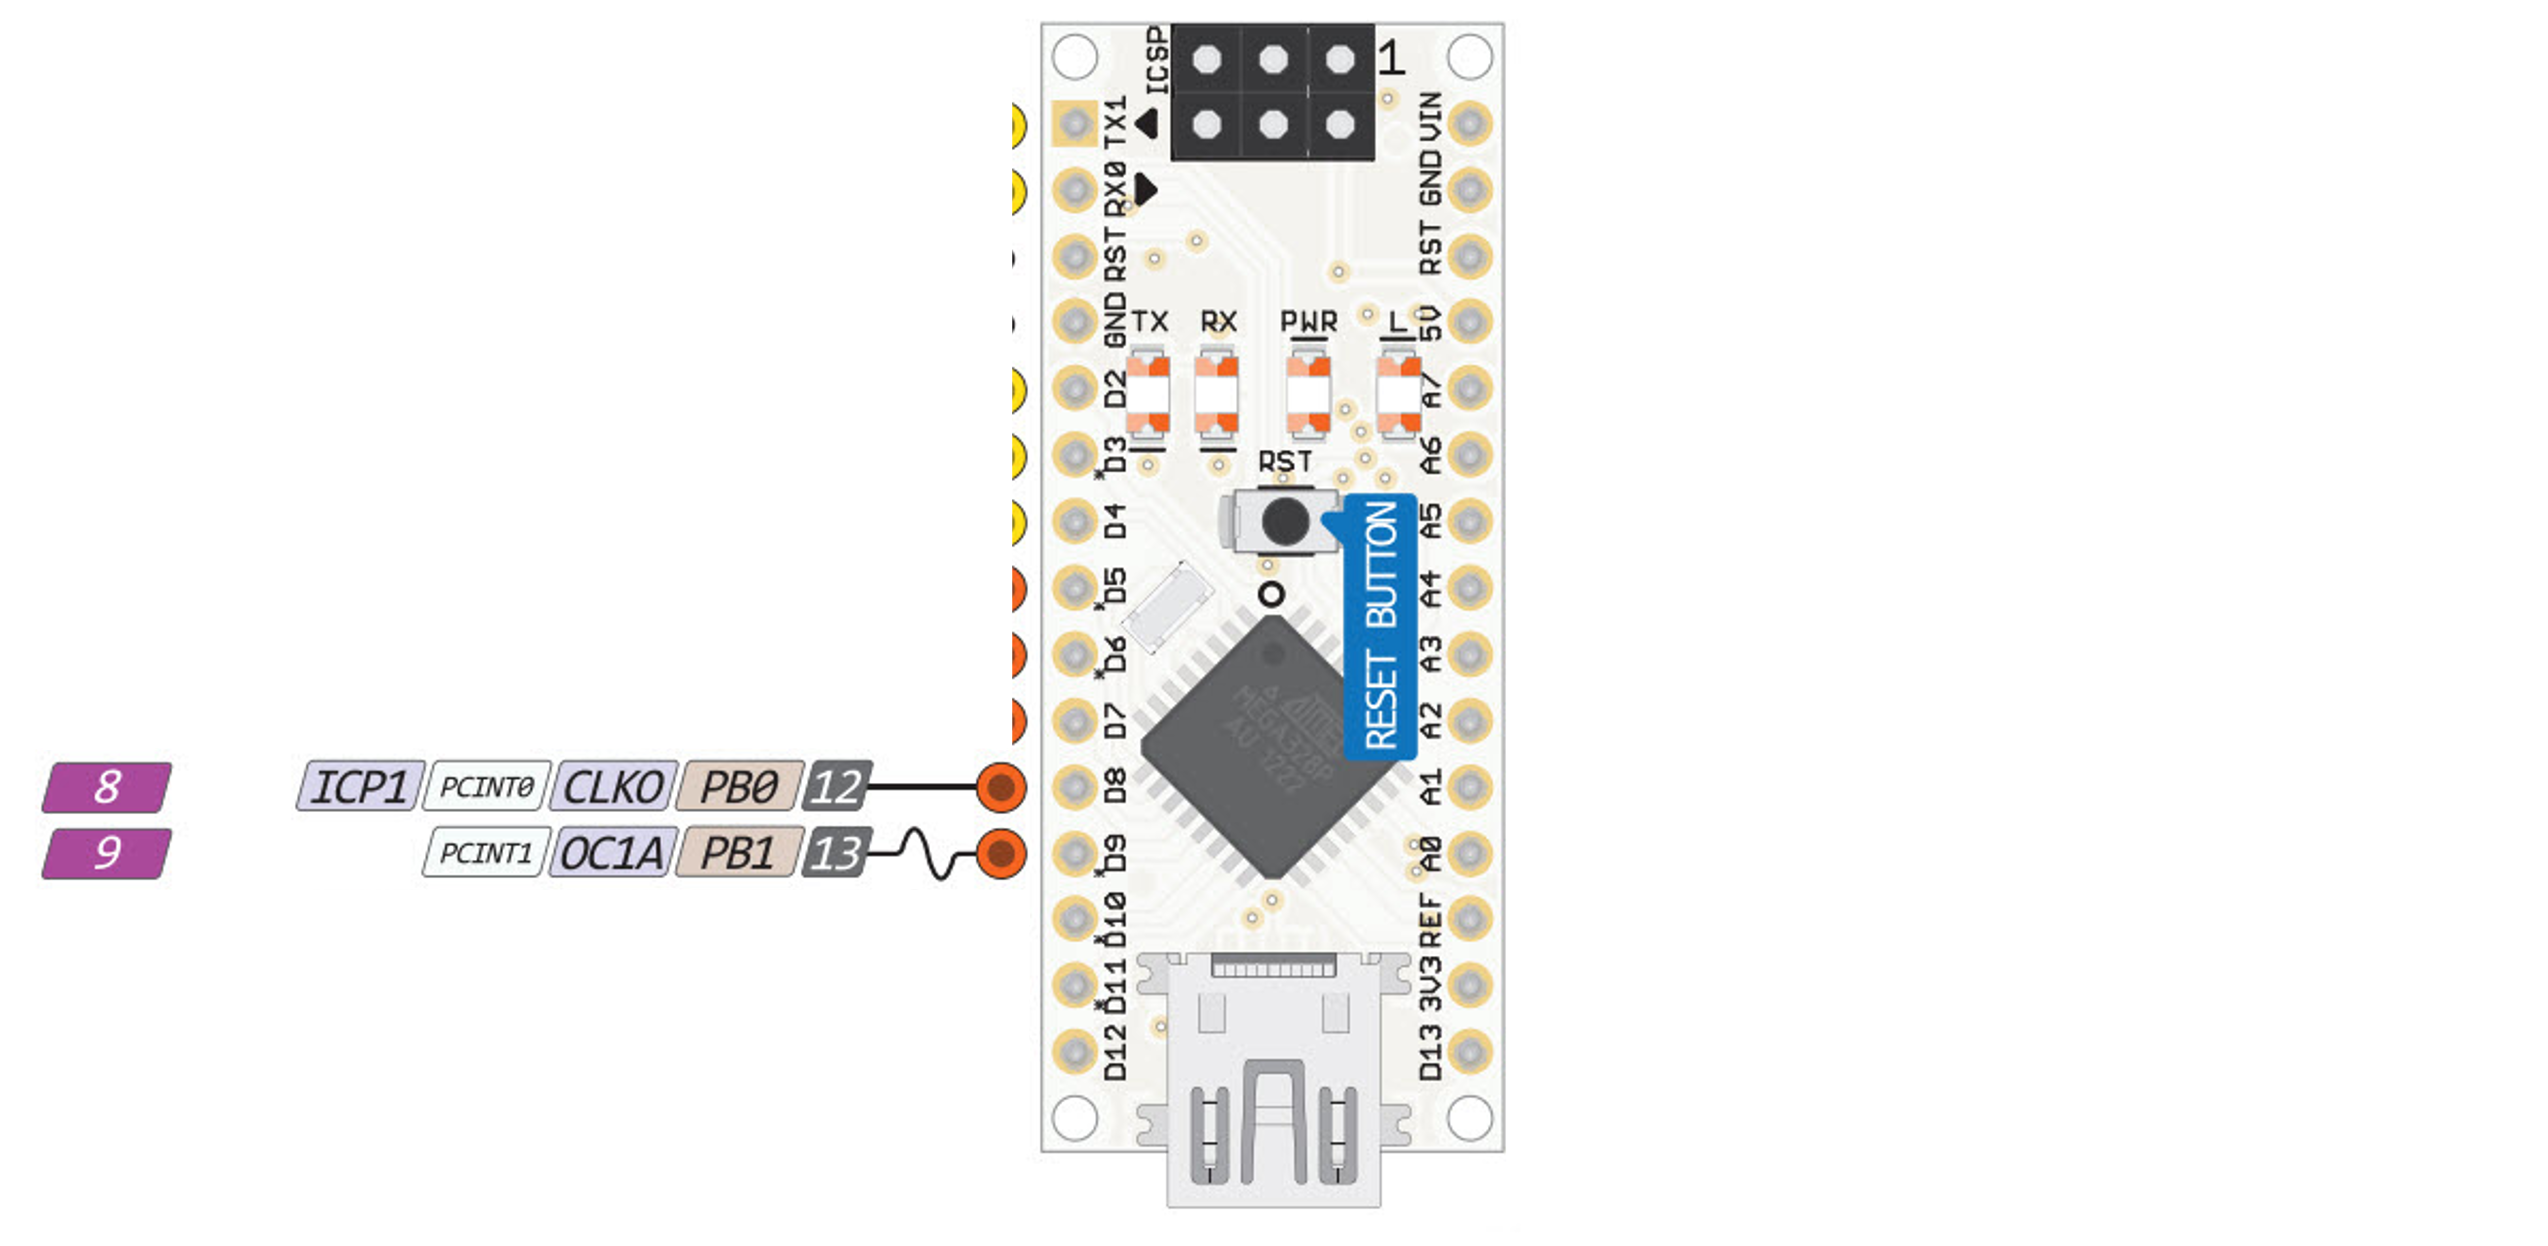 ICSP
1
TX1
RX0
RST
GND
D2
D3
D4
D5
D6
D7
D8
D9
D10
D11
D12
VIN
GND
RST
5V
A7
A6
A5
A4
A3
A2
A1
A0
REF
3V3
D13
TX RX PWR L
RST
RESET BUTTON
MEGA328P
AU 1227
8 ICP1 PCINT0 CLKO PB0 12
9 PCINT1 OC1A PB1 13